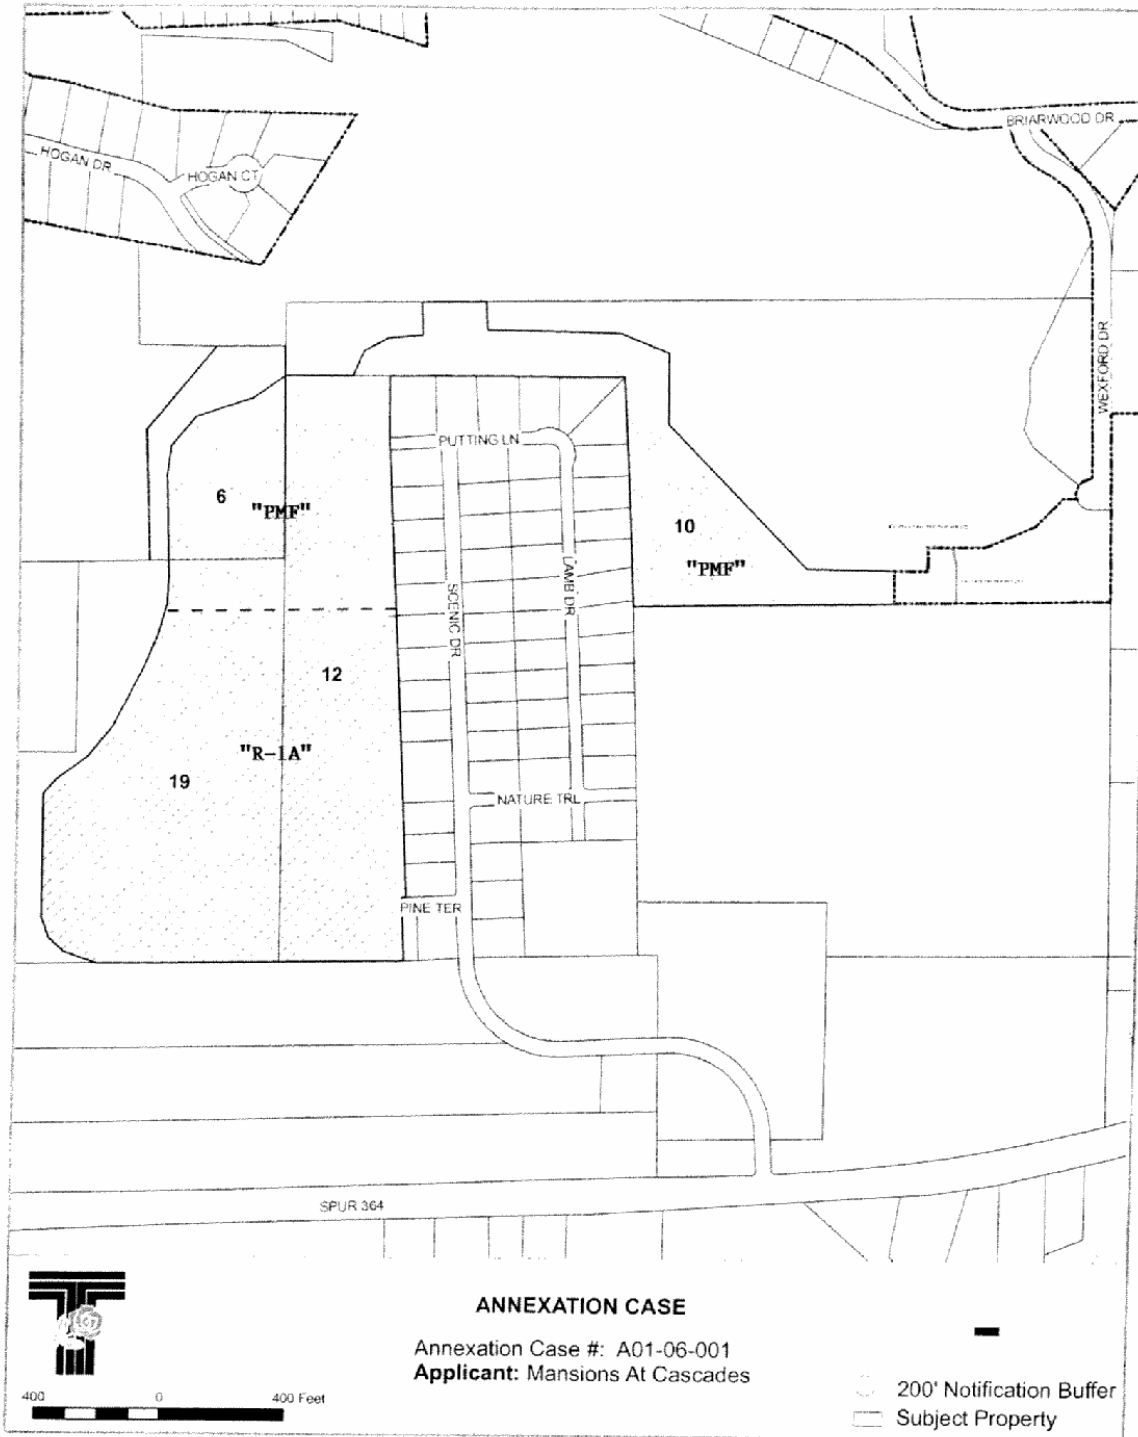 BRIARWOOD DR
HOGAN DR
HOGAN CT
WEXFORD DR
PUTTING LN
6
"PMF"
10
"PMF"
SCENIC DR
LAMB DR
12
"R-1A"
19
NATURE TRL
PINE TER
SPUR 364
ANNEXATION CASE
Annexation Case #: A01-06-001
Applicant: Mansions At Cascades
400 0 400 Feet
200' Notification Buffer
Subject Property